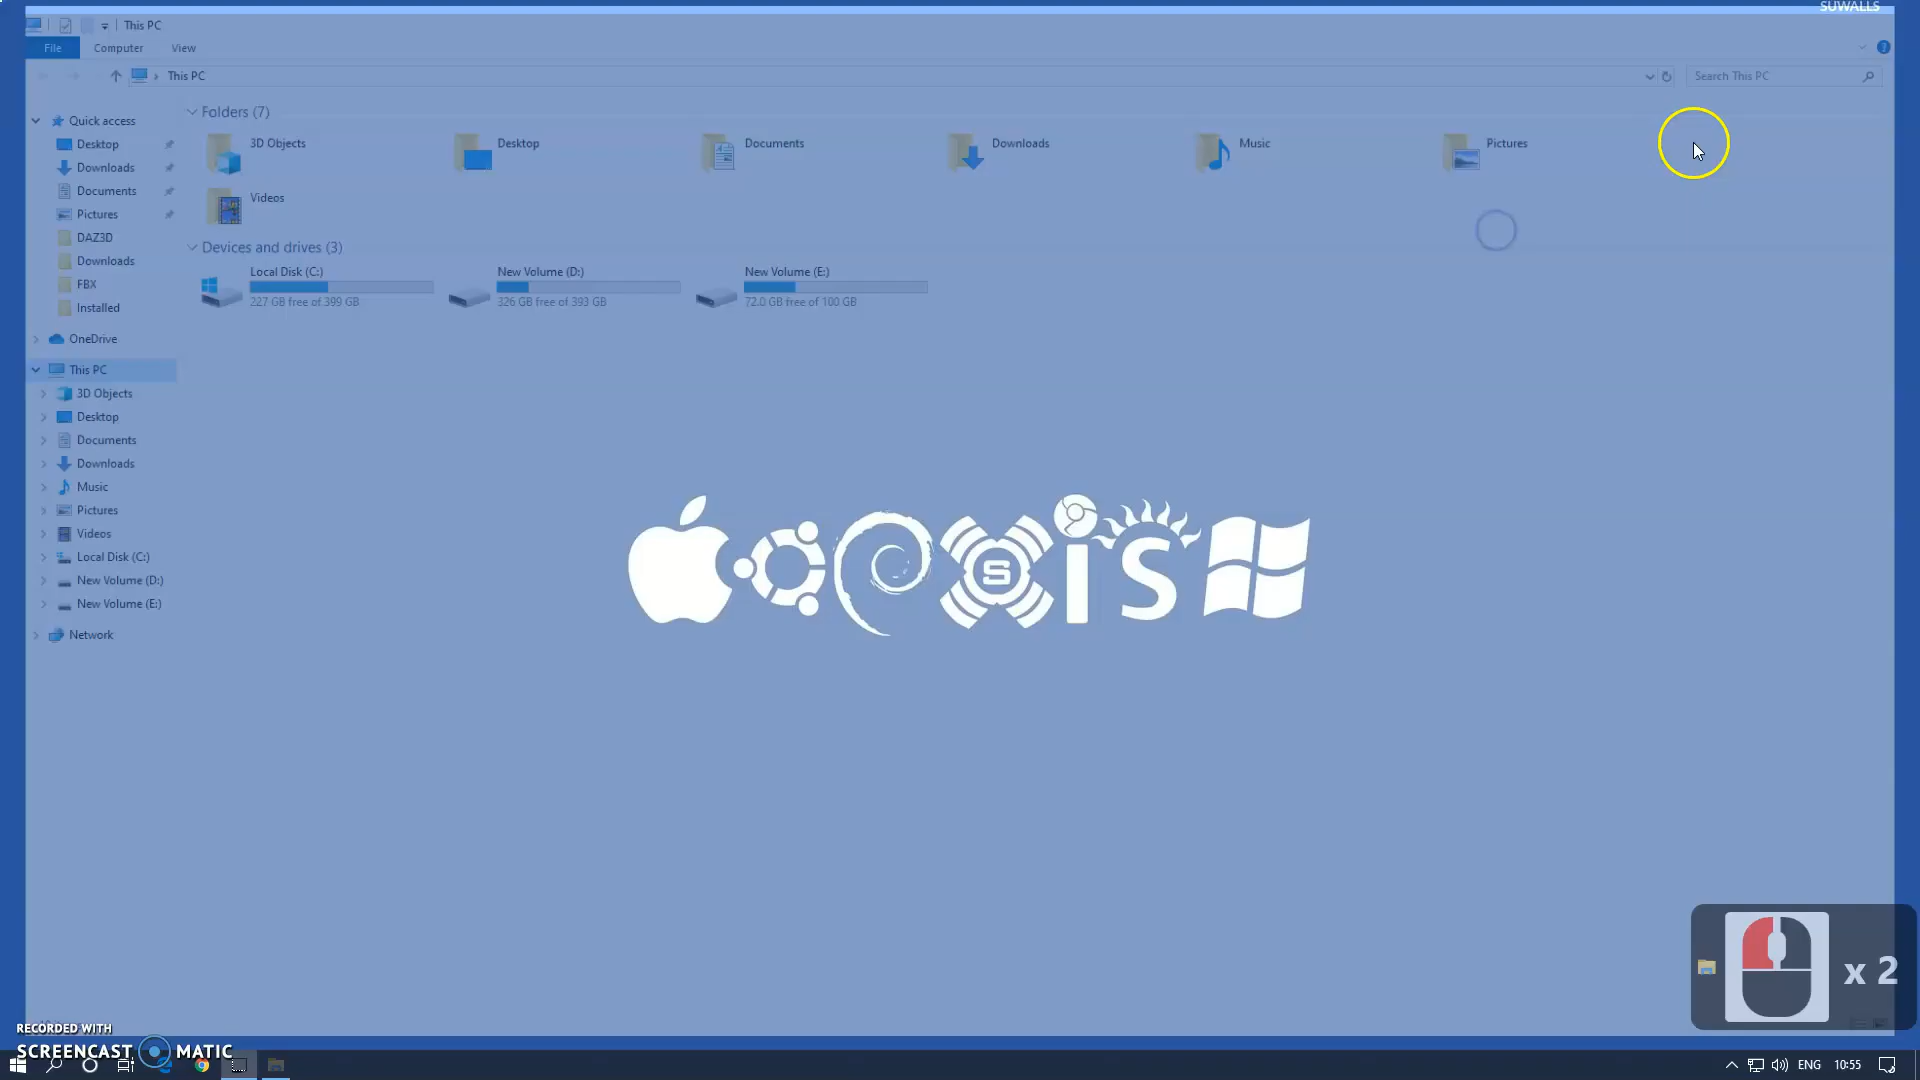 SUWALLS
This PC
File Computer View
This PC
Search This PC
Quick access
Desktop
Downloads
Documents
Pictures
DAZ3D
Downloads
FBX
Installed
OneDrive
This PC
3D Objects
Desktop
Documents
Downloads
Music
Pictures
Videos
Local Disk (C:)
New Volume (D:)
New Volume (E:)
Network
Folders (7)
3D Objects Desktop Documents Downloads Music Pictures
Videos
Devices and drives (3)
Local Disk (C:) New Volume (D:) New Volume (E:)
227 GB free of 399 GB 326 GB free of 393 GB 72.0 GB free of 100 GB
S i S
x 2
RECORDED WITH
SCREENCAST MATIC
ENG 10:55